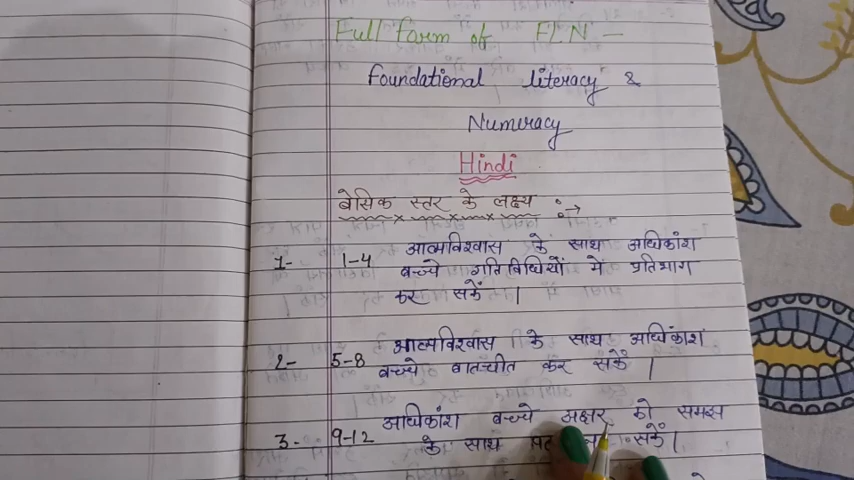 Full form of FLN -
Foundational literacy &
Numeracy
Hindi
बेसिक स्तर के लक्ष्य :→
1- 1-4 आत्मविश्वास के साथ अधिकांश
बच्चे गतिविधियों में प्रतिभाग
कर सकें ।
2- 5-8 आत्मविश्वास के साथ अधिकांश
बच्चे बातचीत कर सकें ।
3- 9-12 अधिकांश बच्चे अक्षर को समझ
के साथ सकें।